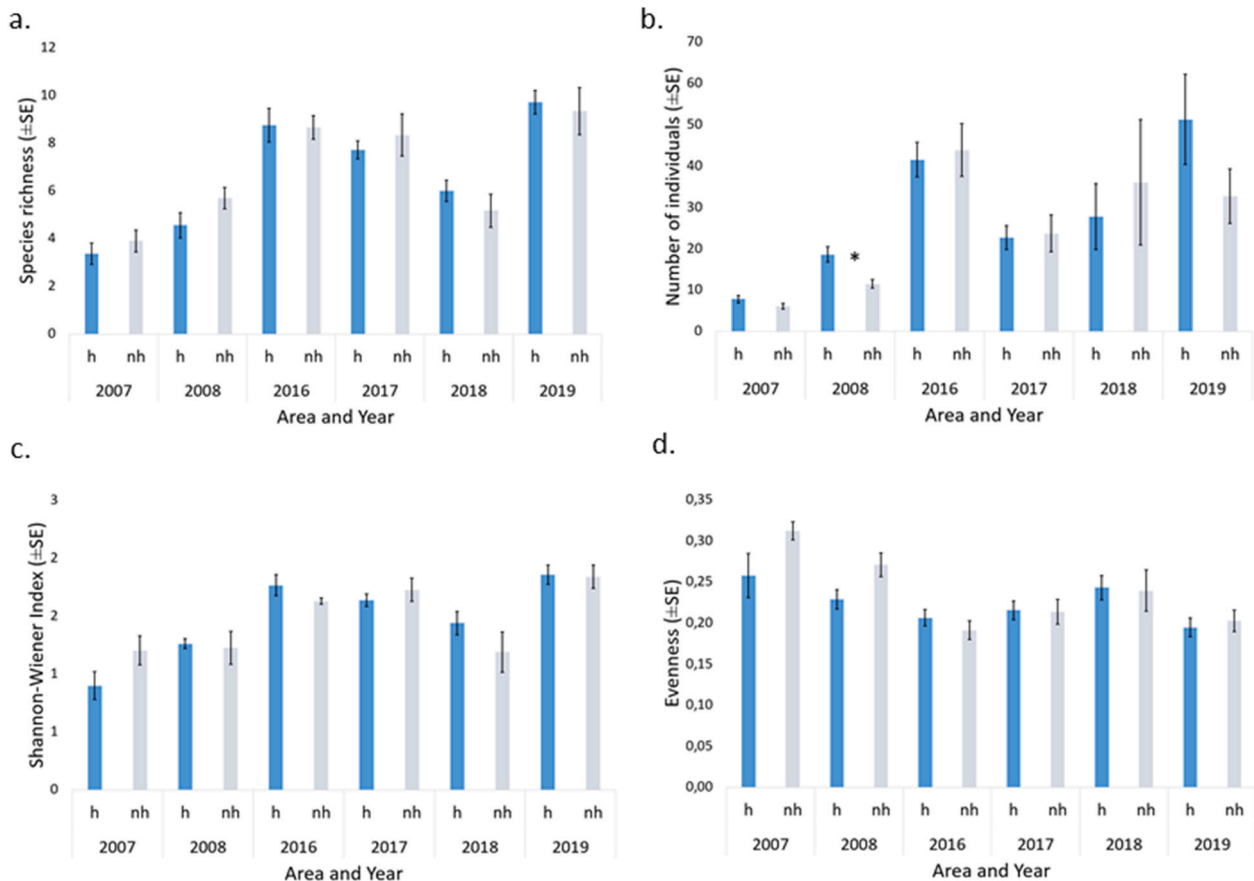 a.
Species richness (±SE)
12
10
8
6
4
2
0
h nh h nh h nh h nh h nh h nh
2007 2008 2016 2017 2018 2019
Area and Year
b.
Number of individuals (±SE)
70
60
50
40
30
20
10
0
*
h nh h nh h nh h nh h nh h nh
2007 2008 2016 2017 2018 2019
Area and Year
c.
Shannon-Wiener Index (±SE)
3
2
2
1
1
0
h nh h nh h nh h nh h nh h nh
2007 2008 2016 2017 2018 2019
Area and Year
d.
Evenness (±SE)
0,35
0,30
0,25
0,20
0,15
0,10
0,05
0,00
h nh h nh h nh h nh h nh h nh
2007 2008 2016 2017 2018 2019
Area and Year